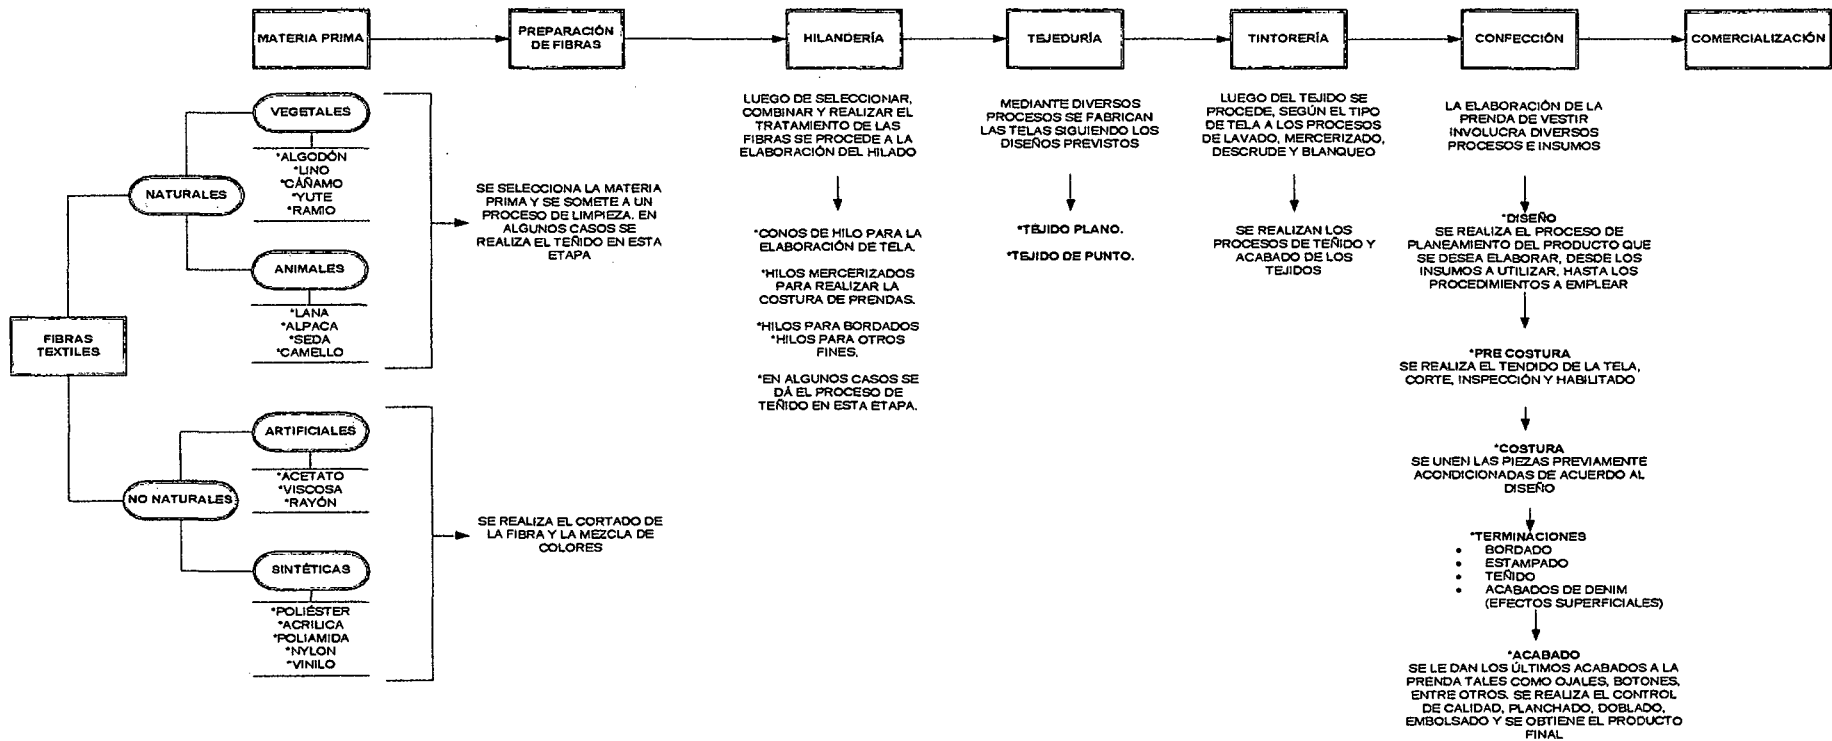 MATERIA PRIMA
PREPARACIÓN
DE FIBRAS
HILANDERÍA
TEJEDURÍA
TINTORERÍA
CONFECCIÓN
COMERCIALIZACIÓN
FIBRAS
TEXTILES
NATURALES
VEGETALES
*ALGODÓN
*LINO
*CÁÑAMO
*YUTE
*RAMIO
ANIMALES
*LANA
*ALPACA
*SEDA
*CAMELLO
NO NATURALES
ARTIFICIALES
*ACETATO
*VISCOSA
*RAYÓN
SINTÉTICAS
*POLIÉSTER
*ACRILICA
*POLIAMIDA
*NYLON
*VINILO
SE SELECCIONA LA MATERIA
PRIMA Y SE SOMETE A UN
PROCESO DE LIMPIEZA. EN
ALGUNOS CASOS SE
REALIZA EL TEÑIDO EN ESTA
ETAPA
SE REALIZA EL CORTADO DE
LA FIBRA Y LA MEZCLA DE
COLORES
LUEGO DE SELECCIONAR,
COMBINAR Y REALIZAR EL
TRATAMIENTO DE LAS
FIBRAS SE PROCEDE A LA
ELABORACIÓN DEL HILADO
*CONOS DE HILO PARA LA
ELABORACIÓN DE TELA.
*HILOS MERCERIZADOS
PARA REALIZAR LA
COSTURA DE PRENDAS.
*HILOS PARA BORDADOS
*HILOS PARA OTROS
FINES.
*EN ALGUNOS CASOS SE
DÁ EL PROCESO DE
TEÑIDO EN ESTA ETAPA.
MEDIANTE DIVERSOS
PROCESOS SE FABRICAN
LAS TELAS SIGUIENDO LOS
DISEÑOS PREVISTOS
*TÉJIDO PLANO.
*TEJIDO DE PUNTO.
LUEGO DEL TEJIDO SE
PROCEDE, SEGÚN EL TIPO
DE TELA A LOS PROCESOS
DE LAVADO, MERCERIZADO,
DESCRUDE Y BLANQUEO
SE REALIZAN LOS
PROCESOS DE TEÑIDO Y
ACABADO DE LOS
TEJIDOS
LA ELABORACIÓN DE LA
PRENDA DE VESTIR
INVOLUCRA DIVERSOS
PROCESOS E INSUMOS
*DISEÑO
SE REALIZA EL PROCESO DE
PLANEAMIENTO DEL PRODUCTO QUE
SE DESEA ELABORAR, DESDE LOS
INSUMOS A UTILIZAR, HASTA LOS
PROCEDIMIENTOS A EMPLEAR
*PRE COSTURA
SE REALIZA EL TENDIDO DE LA TELA,
CORTE, INSPECCIÓN Y HABILITADO
*COSTURA
SE UNEN LAS PIEZAS PREVIAMENTE
ACONDICIONADAS DE ACUERDO AL
DISEÑO
*TERMINACIONES
• BORDADO
• ESTAMPADO
• TEÑIDO
• ACABADOS DE DENIM
(EFECTOS SUPERFICIALES)
*ACABADO
SE LE DAN LOS ÚLTIMOS ACABADOS A LA
PRENDA TALES COMO OJALES, BOTONES,
ENTRE OTROS. SE REALIZA EL CONTROL
DE CALIDAD, PLANCHADO, DOBLADO,
EMBOLSADO Y SE OBTIENE EL PRODUCTO
FINAL